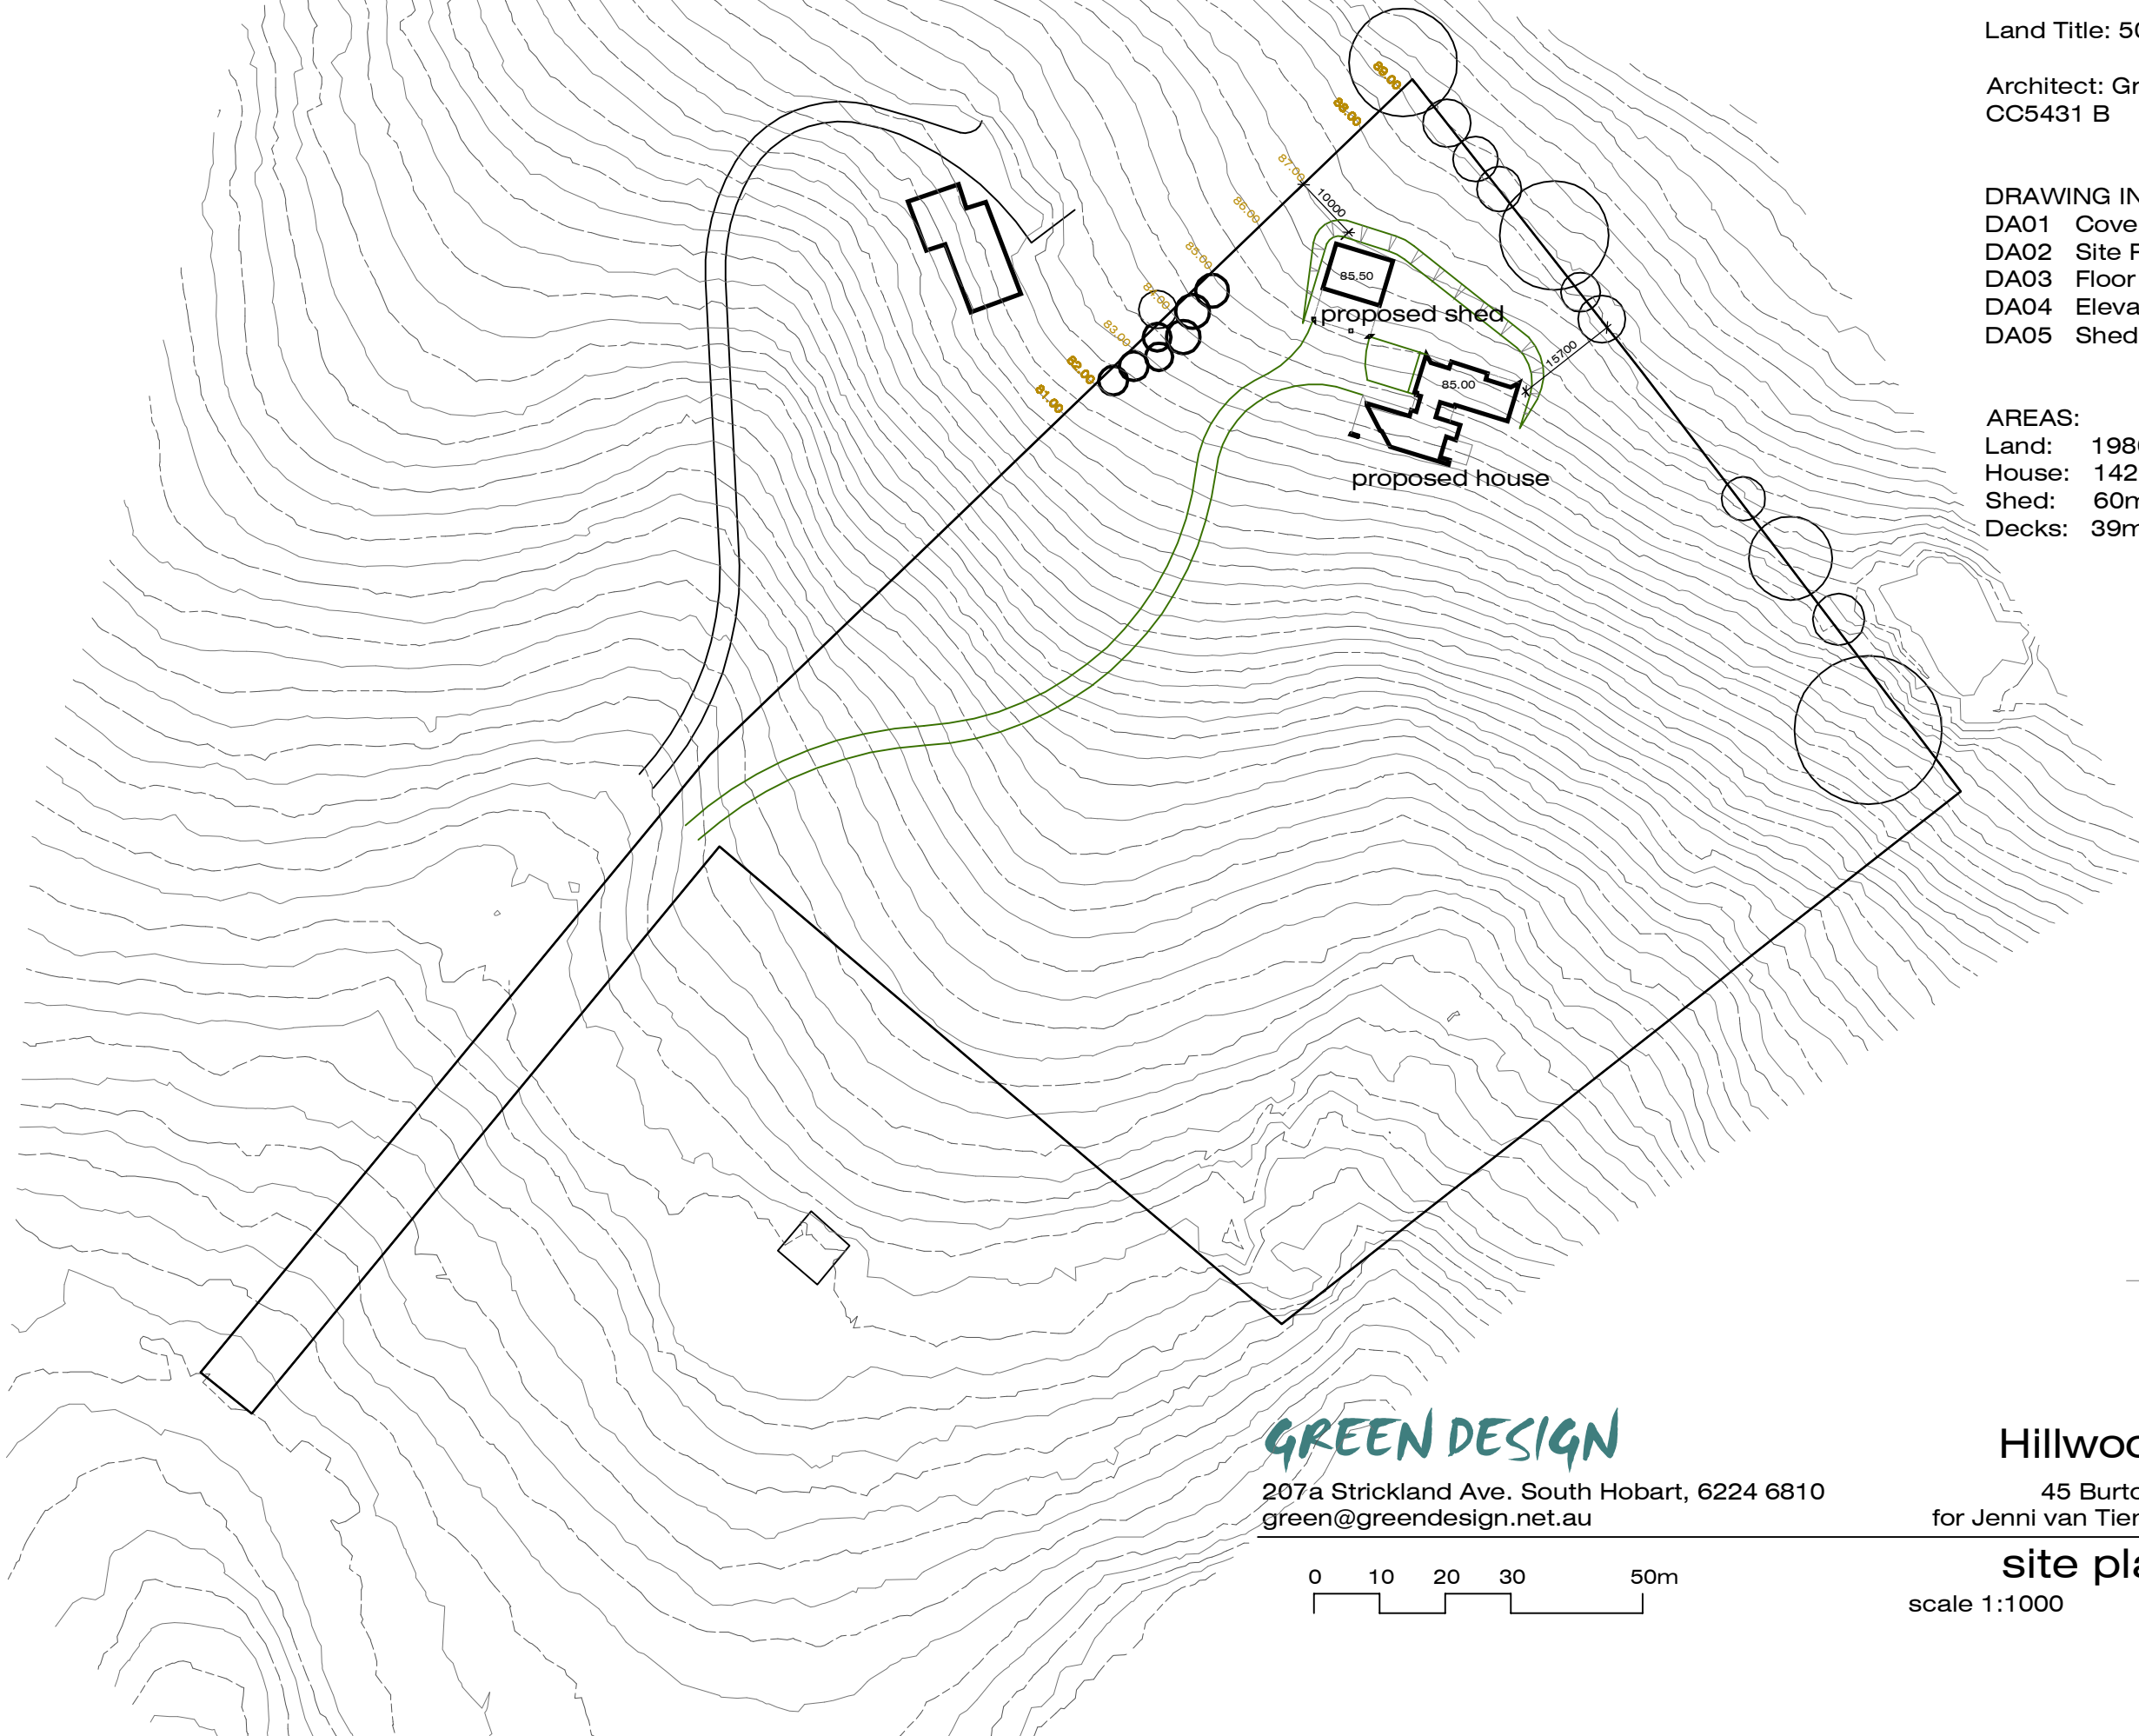 Land Title: 50
Architect: Gr
CC5431 B
DRAWING IN
DA01 Cove
DA02 Site P
DA03 Floor
DA04 Eleva
DA05 Shed
AREAS:
Land: 1980
House: 142
Shed: 60m
Decks: 39m
89.00
88.00
87.00
86.00
85.00
84.00
83.00
82.00
81.00
10000
85.50
proposed shed
15700
85.00
proposed house
GREEN DESIGN
207a Strickland Ave. South Hobart, 6224 6810
green@greendesign.net.au
0 10 20 30 50m
Hillwoo
45 Burto
for Jenni van Tien
site pla
scale 1:1000